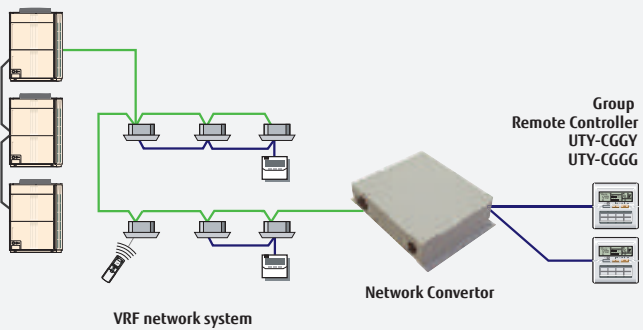 Group
Remote Controller
UTY-CGGY
UTY-CGGG
Network Convertor
VRF network system